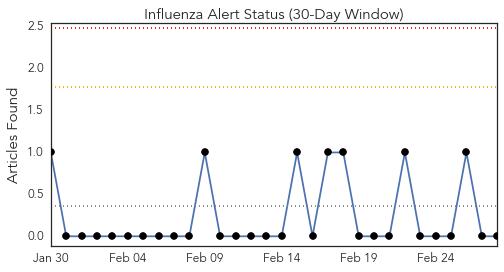 Influenza Alert Status (30-Day Window)
2.5
2.0
1.5
1.0
0.5
0.0
Articles Found
Jan 30 Feb 04 Feb 09 Feb 14 Feb 19 Feb 24